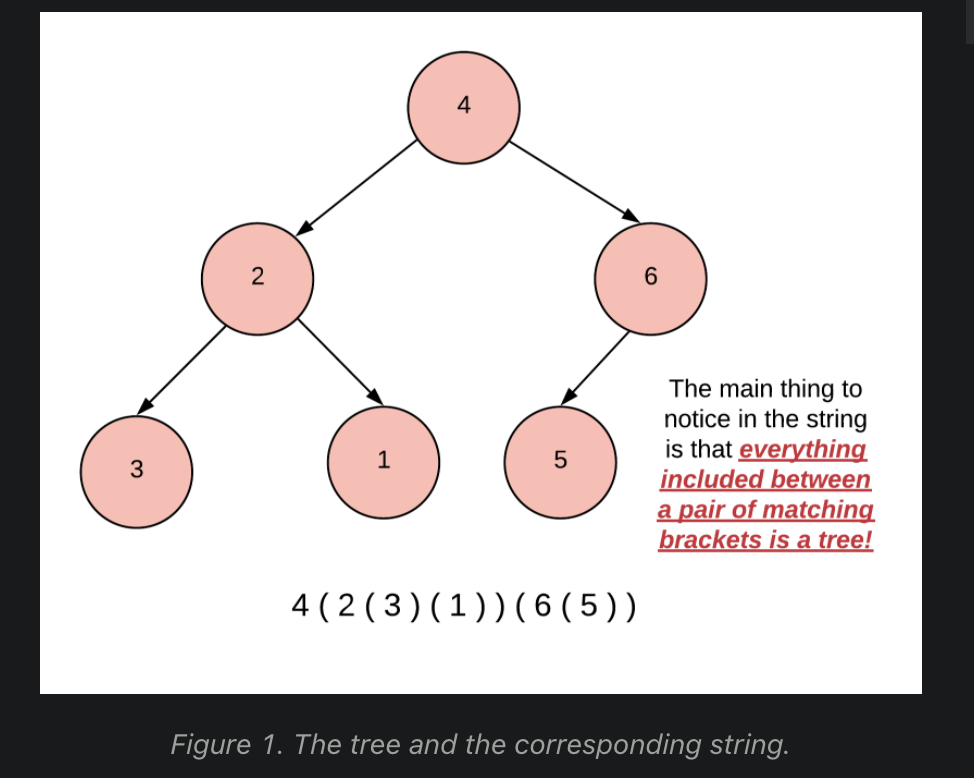 4
2
6
3
1
5
The main thing to
notice in the string
is that everything
included between
a pair of matching
brackets is a tree!
4(2(3)(1))(6(5))
Figure 1. The tree and the corresponding string.